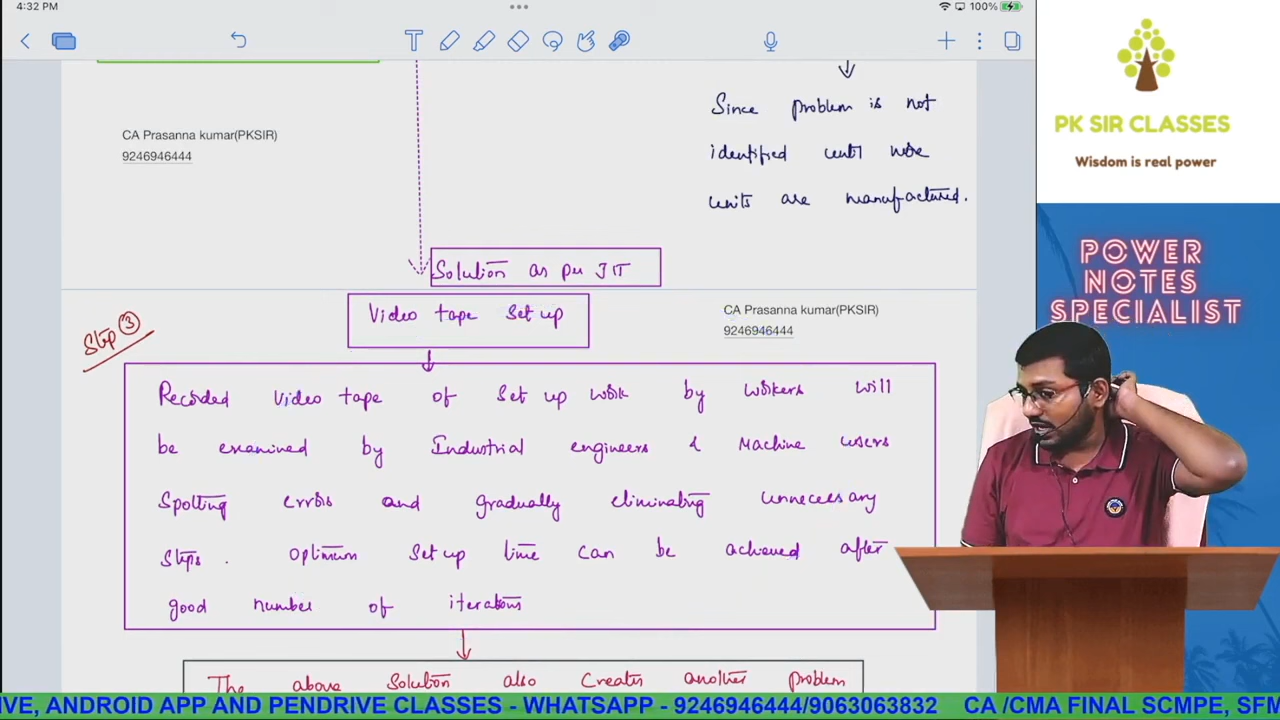 4:32 PM
100%
Since problem is not
identified until more
units are manufactured.
CA Prasanna kumar(PKSIR)
9246946444
Solution as per JIT
Video tape Set up
CA Prasanna kumar(PKSIR)
9246946444
Step 3
Recorded video tape of Set up work by workers will
be examined by Industrial engineers & Machine users
Spotting errors and gradually eliminating unnecessary
Steps. Optimum Set up time can be achieved after
good number of iterations
The above Solution also Creates another problem
PK SIR CLASSES
Wisdom is real power
POWER
NOTES
SPECIALIST
IVE, ANDROID APP AND PENDRIVE CLASSES - WHATSAPP - 9246946444/9063063832 CA /CMA FINAL SCMPE, SFM